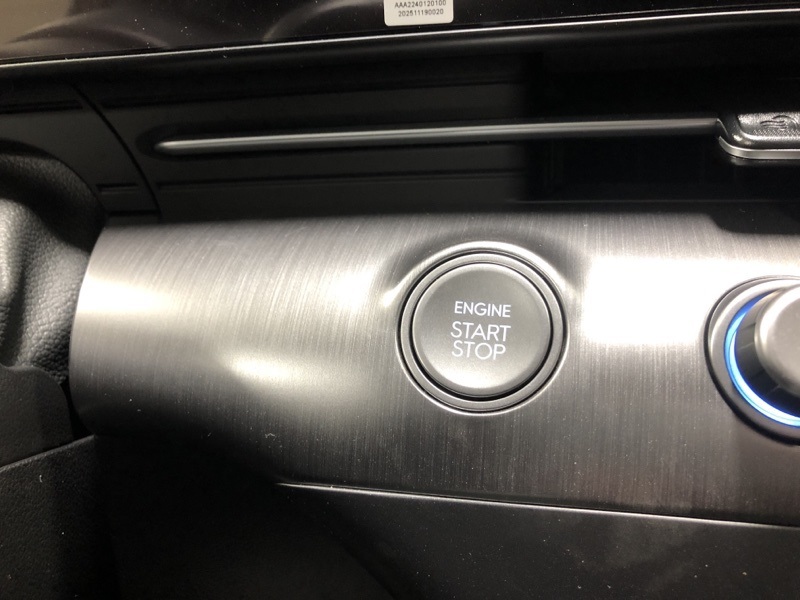 AAA2240120100
202511190020
ENGINE
START
STOP